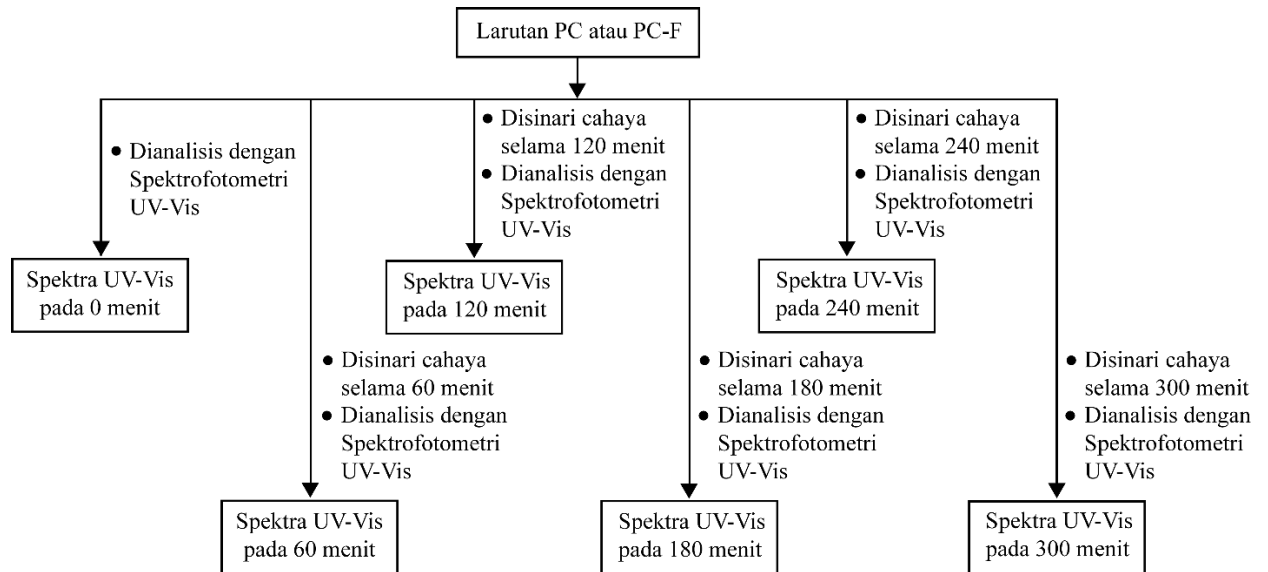 Larutan PC atau PC-F
● Dianalisis dengan
Spektrofotometri
UV-Vis
Spektra UV-Vis
pada 0 menit
● Disinari cahaya
selama 60 menit
● Dianalisis dengan
Spektrofotometri
UV-Vis
Spektra UV-Vis
pada 60 menit
● Disinari cahaya
selama 120 menit
● Dianalisis dengan
Spektrofotometri
UV-Vis
Spektra UV-Vis
pada 120 menit
● Disinari cahaya
selama 180 menit
● Dianalisis dengan
Spektrofotometri
UV-Vis
Spektra UV-Vis
pada 180 menit
● Disinari cahaya
selama 240 menit
● Dianalisis dengan
Spektrofotometri
UV-Vis
Spektra UV-Vis
pada 240 menit
● Disinari cahaya
selama 300 menit
● Dianalisis dengan
Spektrofotometri
UV-Vis
Spektra UV-Vis
pada 300 menit